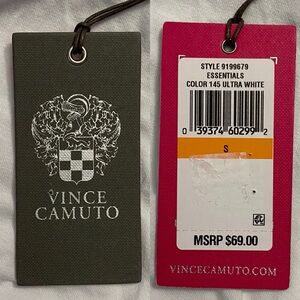 VINCE
CAMUTO
STYLE 9199679
ESSENTIALS
COLOR 145 ULTRA WHITE
0 39374 60299 2
S
MSRP $69.00
VINCECAMUTO.COM